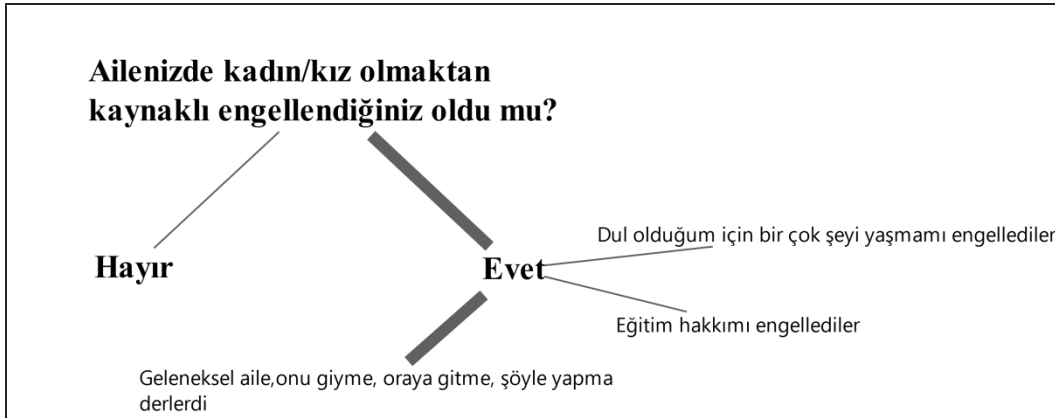 Ailenizde kadın/kız olmaktan
kaynaklı engellendiğiniz oldu mu?
Dul olduğum için bir çok şeyi yaşmamı engellediler
Hayır
Evet
Eğitim hakkımı engellediler
Geleneksel aile,onu giyme, oraya gitme, şöyle yapma
derlerdi